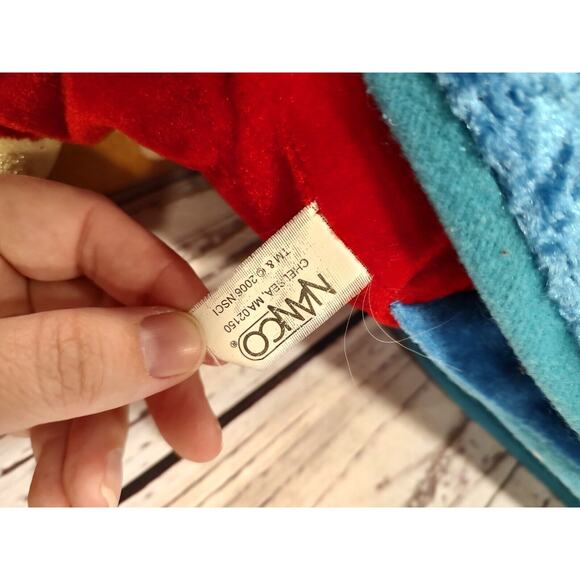 NANCO®
CHELSEA, MA 02150
TM & © 2006 NSCI